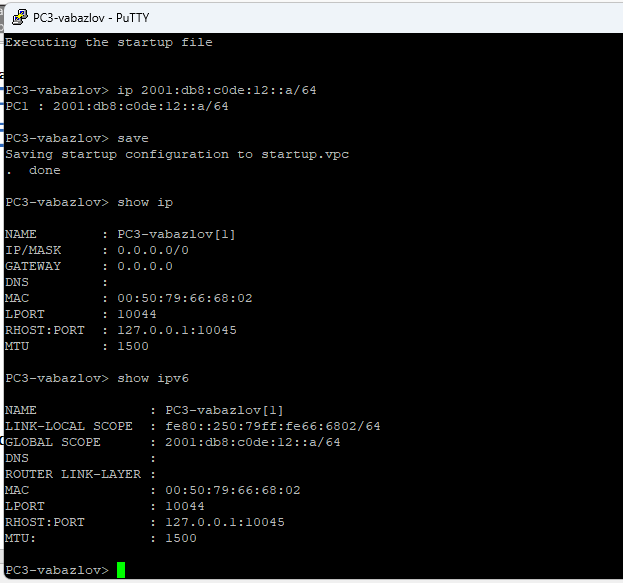 PC3-vabazlov - PuTTY
Executing the startup file
PC3-vabazlov> ip 2001:db8:c0de:12::a/64
PC1 : 2001:db8:c0de:12::a/64
PC3-vabazlov> save
Saving startup configuration to startup.vpc
.  done
PC3-vabazlov> show ip
NAME        : PC3-vabazlov[1]
IP/MASK     : 0.0.0.0/0
GATEWAY     : 0.0.0.0
DNS         :
MAC         : 00:50:79:66:68:02
LPORT       : 10044
RHOST:PORT  : 127.0.0.1:10045
MTU         : 1500
PC3-vabazlov> show ipv6
NAME              : PC3-vabazlov[1]
LINK-LOCAL SCOPE  : fe80::250:79ff:fe66:6802/64
GLOBAL SCOPE      : 2001:db8:c0de:12::a/64
DNS               :
ROUTER LINK-LAYER :
MAC               : 00:50:79:66:68:02
LPORT             : 10044
RHOST:PORT        : 127.0.0.1:10045
MTU:              : 1500
PC3-vabazlov>